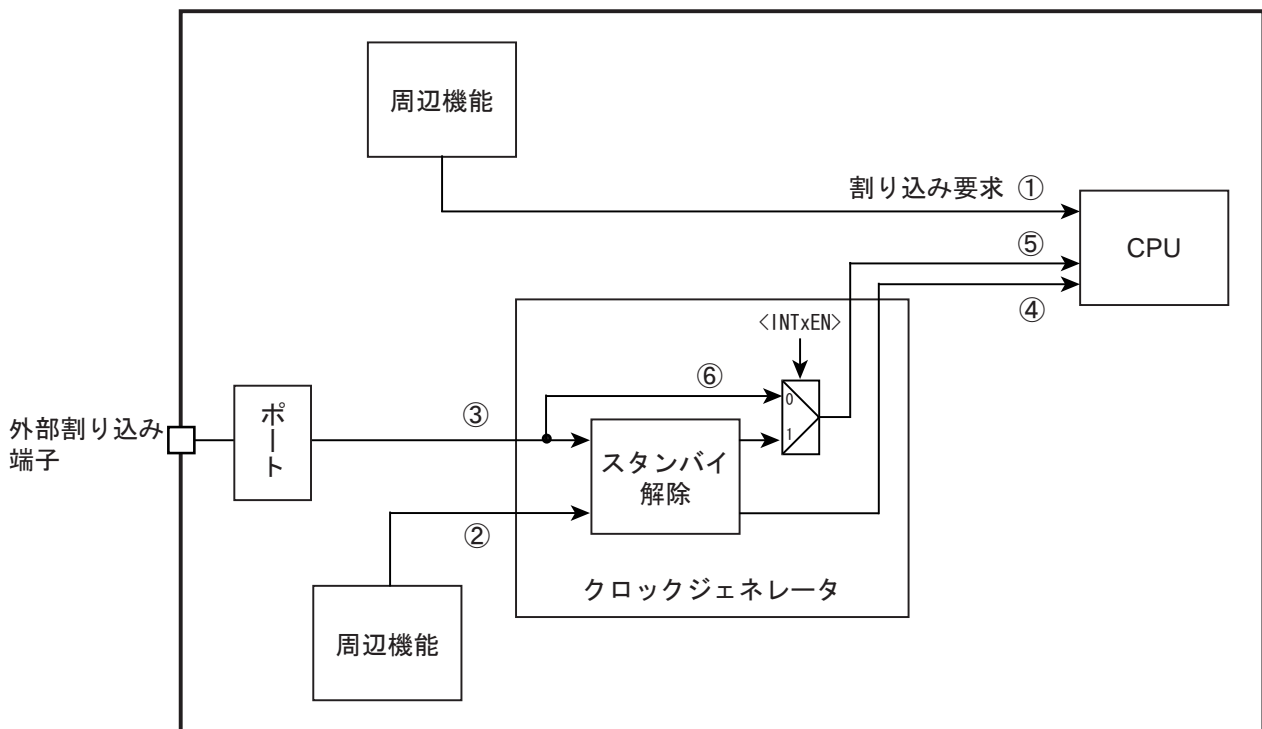 周辺機能
割り込み要求 ①
CPU
⑤
④
<INTxEN>
⑥
0
1
外部割り込み
端子
ポート
③
スタンバイ
解除
②
クロックジェネレータ
周辺機能